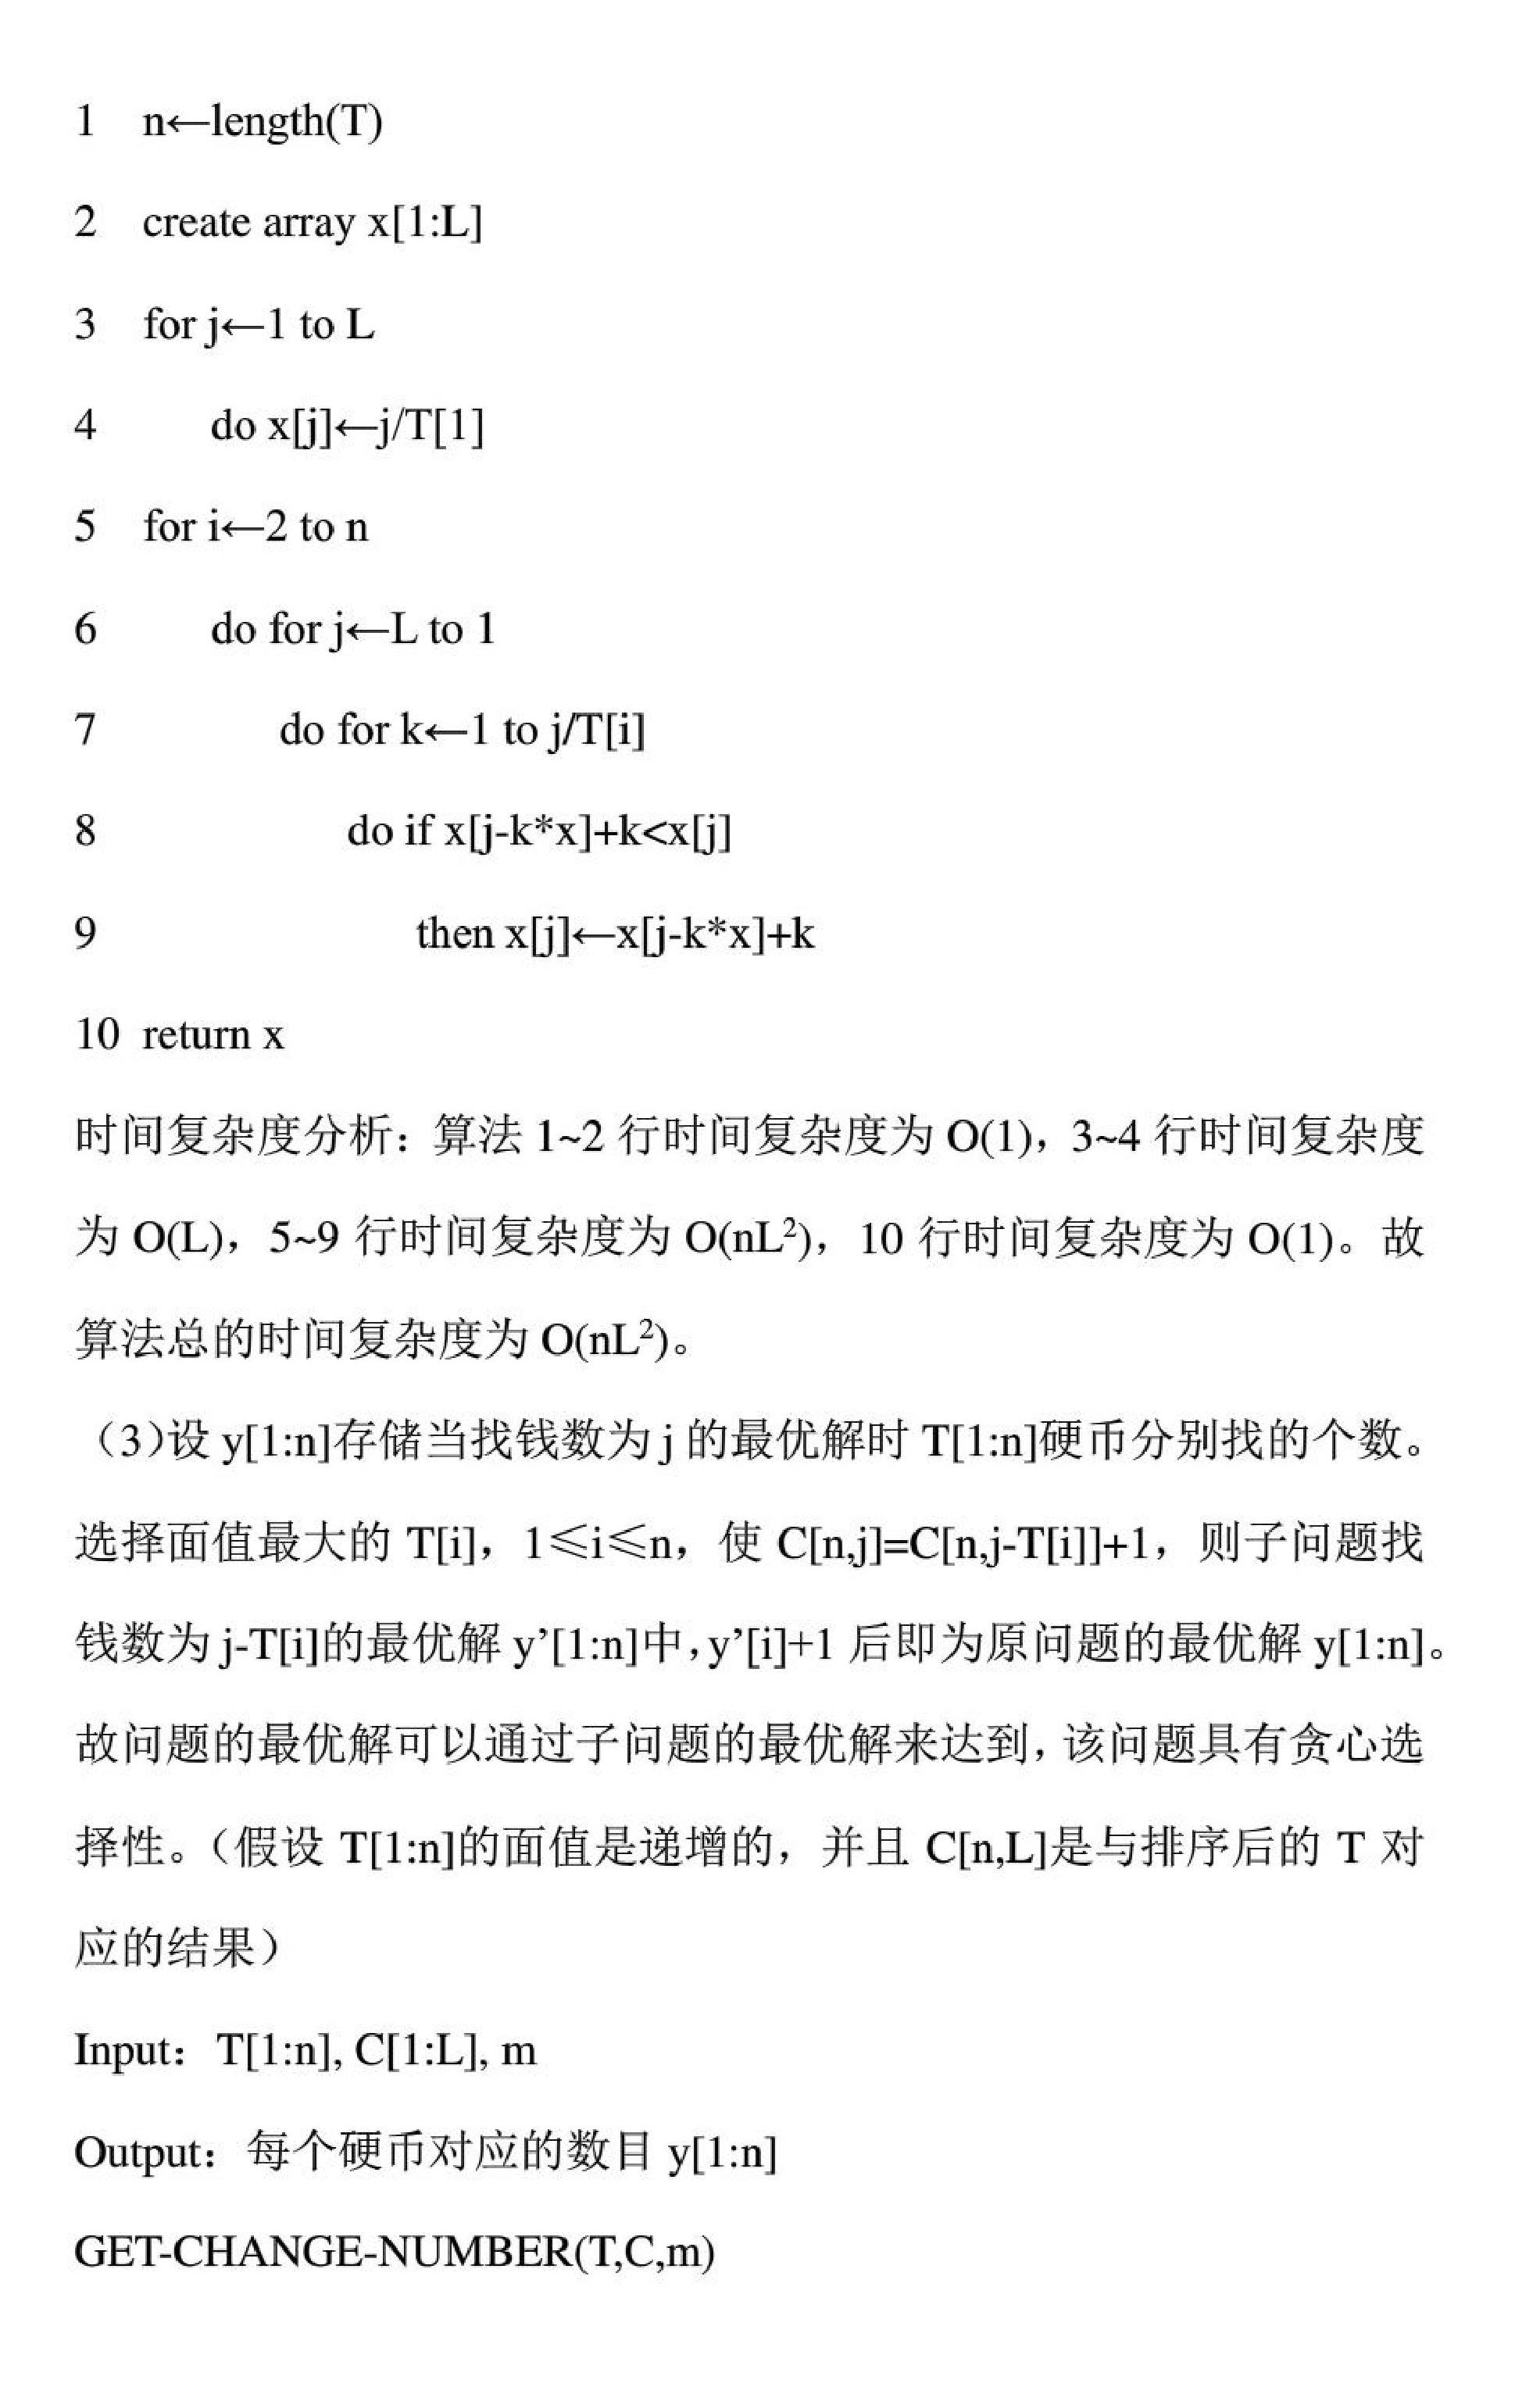 1 n←length(T)
2 create array x[1:L]
3 for j←1 to L
4 do x[j]←j/T[1]
5 for i←2 to n
6 do for j←L to 1
7 do for k←1 to j/T[i]
8 do if x[j-k*x]+k<x[j]
9 then x[j]←x[j-k*x]+k
10 return x
时间复杂度分析：算法 1~2 行时间复杂度为 O(1)，3~4 行时间复杂度
为 O(L)，5~9 行时间复杂度为 O(nL²)，10 行时间复杂度为 O(1)。故
算法总的时间复杂度为 O(nL²)。
（3）设 y[1:n]存储当找钱数为 j 的最优解时 T[1:n]硬币分别找的个数。
选择面值最大的 T[i]，1≤i≤n，使 C[n,j]=C[n,j-T[i]]+1，则子问题找
钱数为 j-T[i]的最优解 y’[1:n]中，y’[i]+1 后即为原问题的最优解 y[1:n]。
故问题的最优解可以通过子问题的最优解来达到，该问题具有贪心选
择性。（假设 T[1:n]的面值是递增的，并且 C[n,L]是与排序后的 T 对
应的结果）
Input：T[1:n], C[1:L], m
Output：每个硬币对应的数目 y[1:n]
GET-CHANGE-NUMBER(T,C,m)